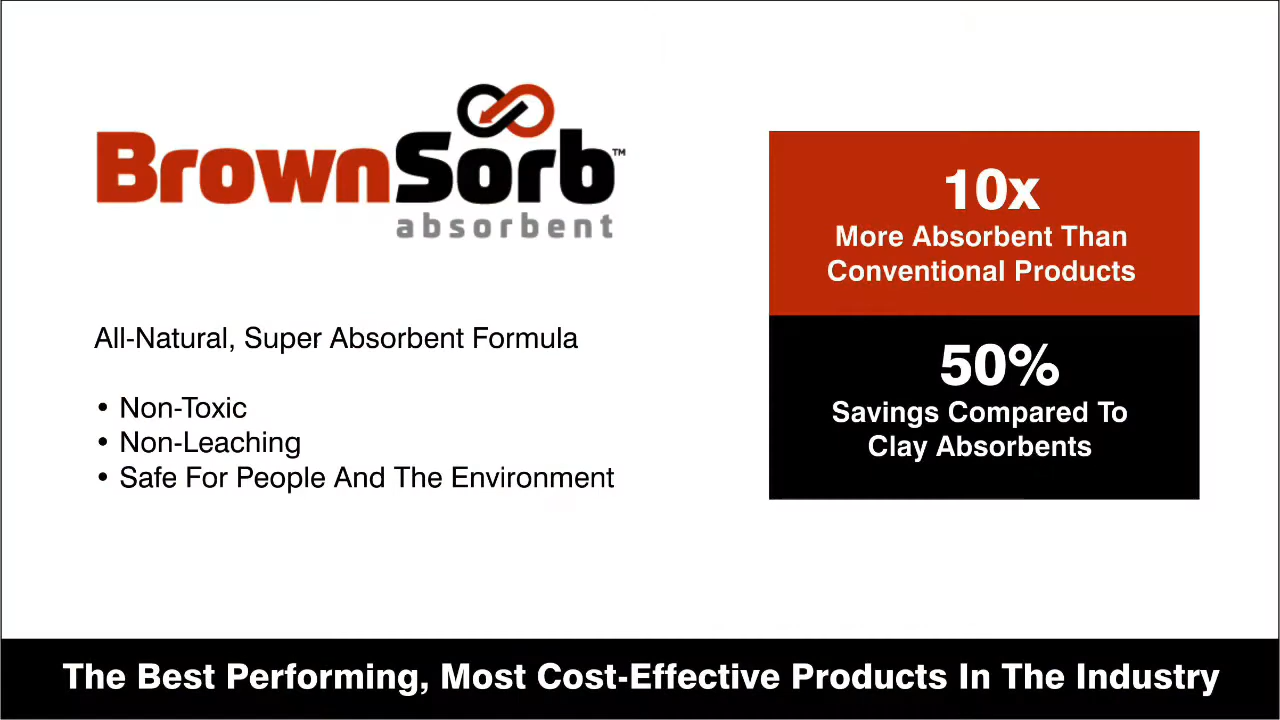 BrownSorb™
absorbent
All-Natural, Super Absorbent Formula
• Non-Toxic
• Non-Leaching
• Safe For People And The Environment
10x
More Absorbent Than
Conventional Products
50%
Savings Compared To
Clay Absorbents
The Best Performing, Most Cost-Effective Products In The Industry